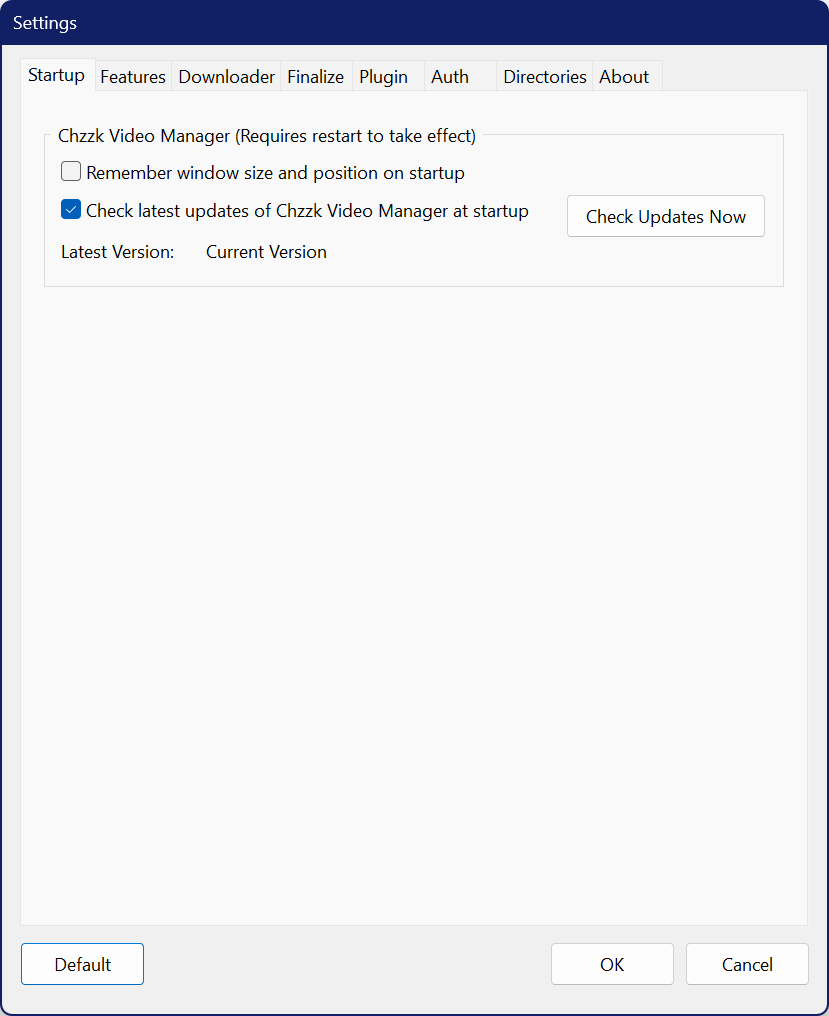 Settings
Startup Features Downloader Finalize Plugin Auth Directories About
Chzzk Video Manager (Requires restart to take effect)
Remember window size and position on startup
Check latest updates of Chzzk Video Manager at startup
Check Updates Now
Latest Version: Current Version
Default OK Cancel